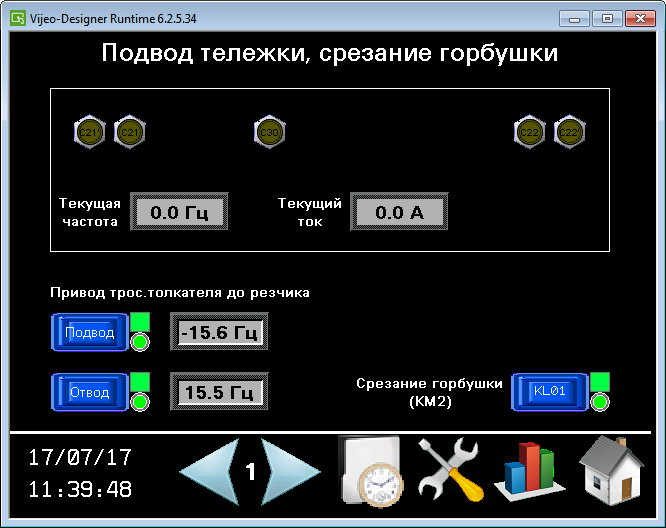 Vijeo-Designer Runtime 6.2.5.34
Подвод тележки, срезание горбушки
C21' C21 C30 C22 C22'
Текущая
частота
0.0 Гц
Текущий
ток
0.0 А
Привод трос.толкателя до резчика
Подвод
-15.6 Гц
Отвод
15.5 Гц
Срезание горбушки
(КМ2)
KL01
17/07/17
11:39:48
1